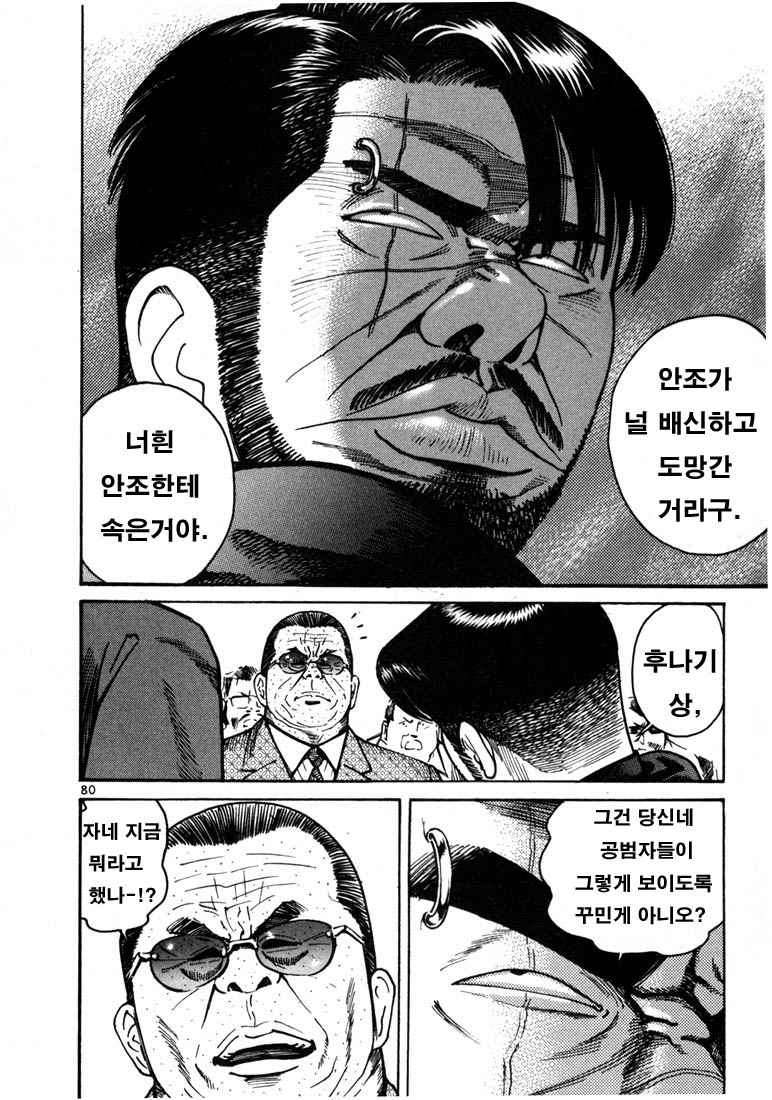 안조가
널 배신하고
도망간
거라구.
너흰
안조한테
속은거야.
후나기
상,
80
그건 당신네
공범자들이
그렇게 보이도록
꾸민게 아니오?
자네 지금
뭐라고
했나-!?